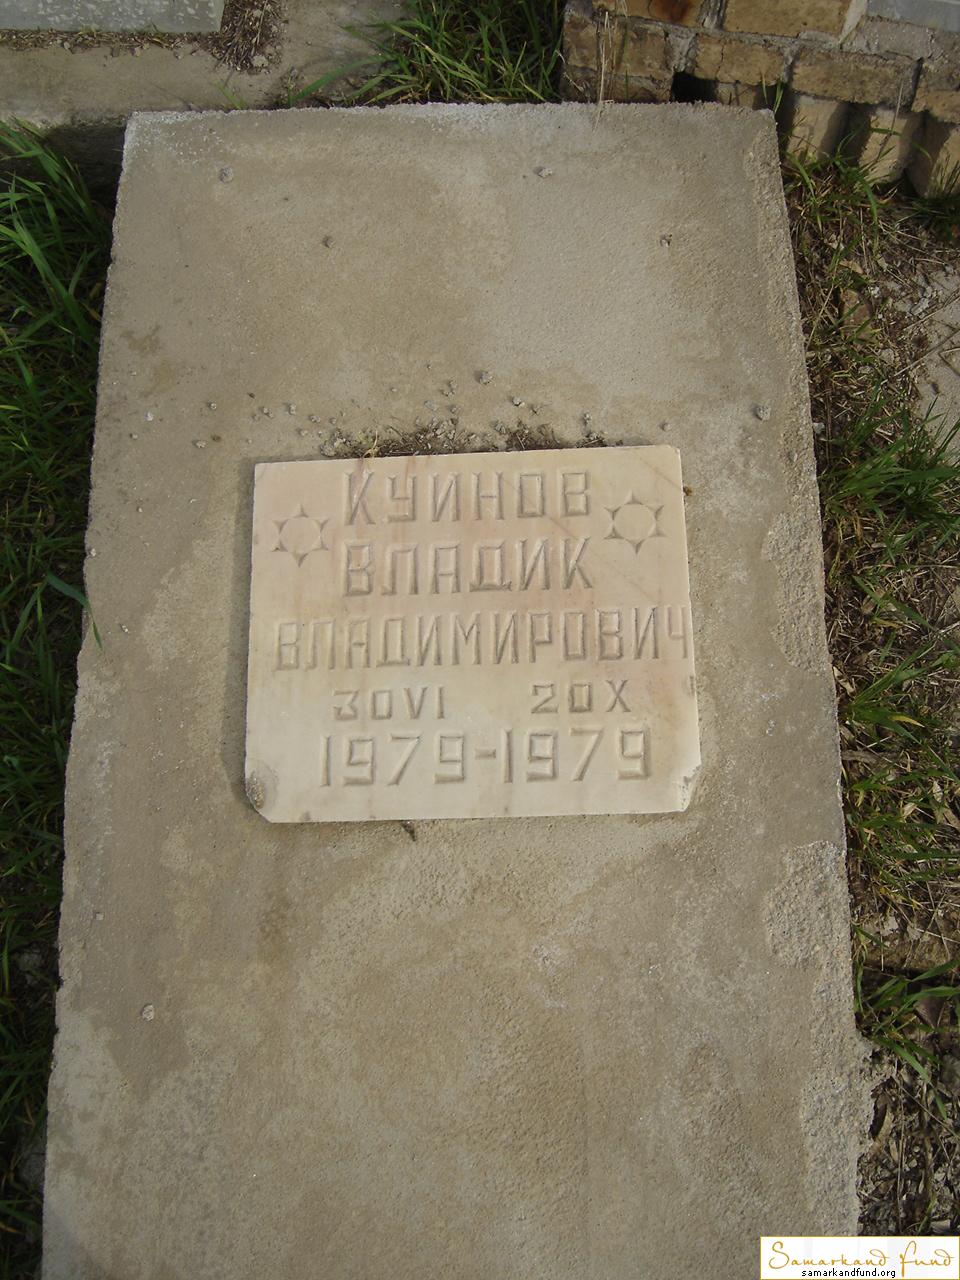 КУИНОВ
ВЛАДИК
ВЛАДИМИРОВИЧ
30VI 20X
1979-1979
Samarkand Fund
samarkandfund.org